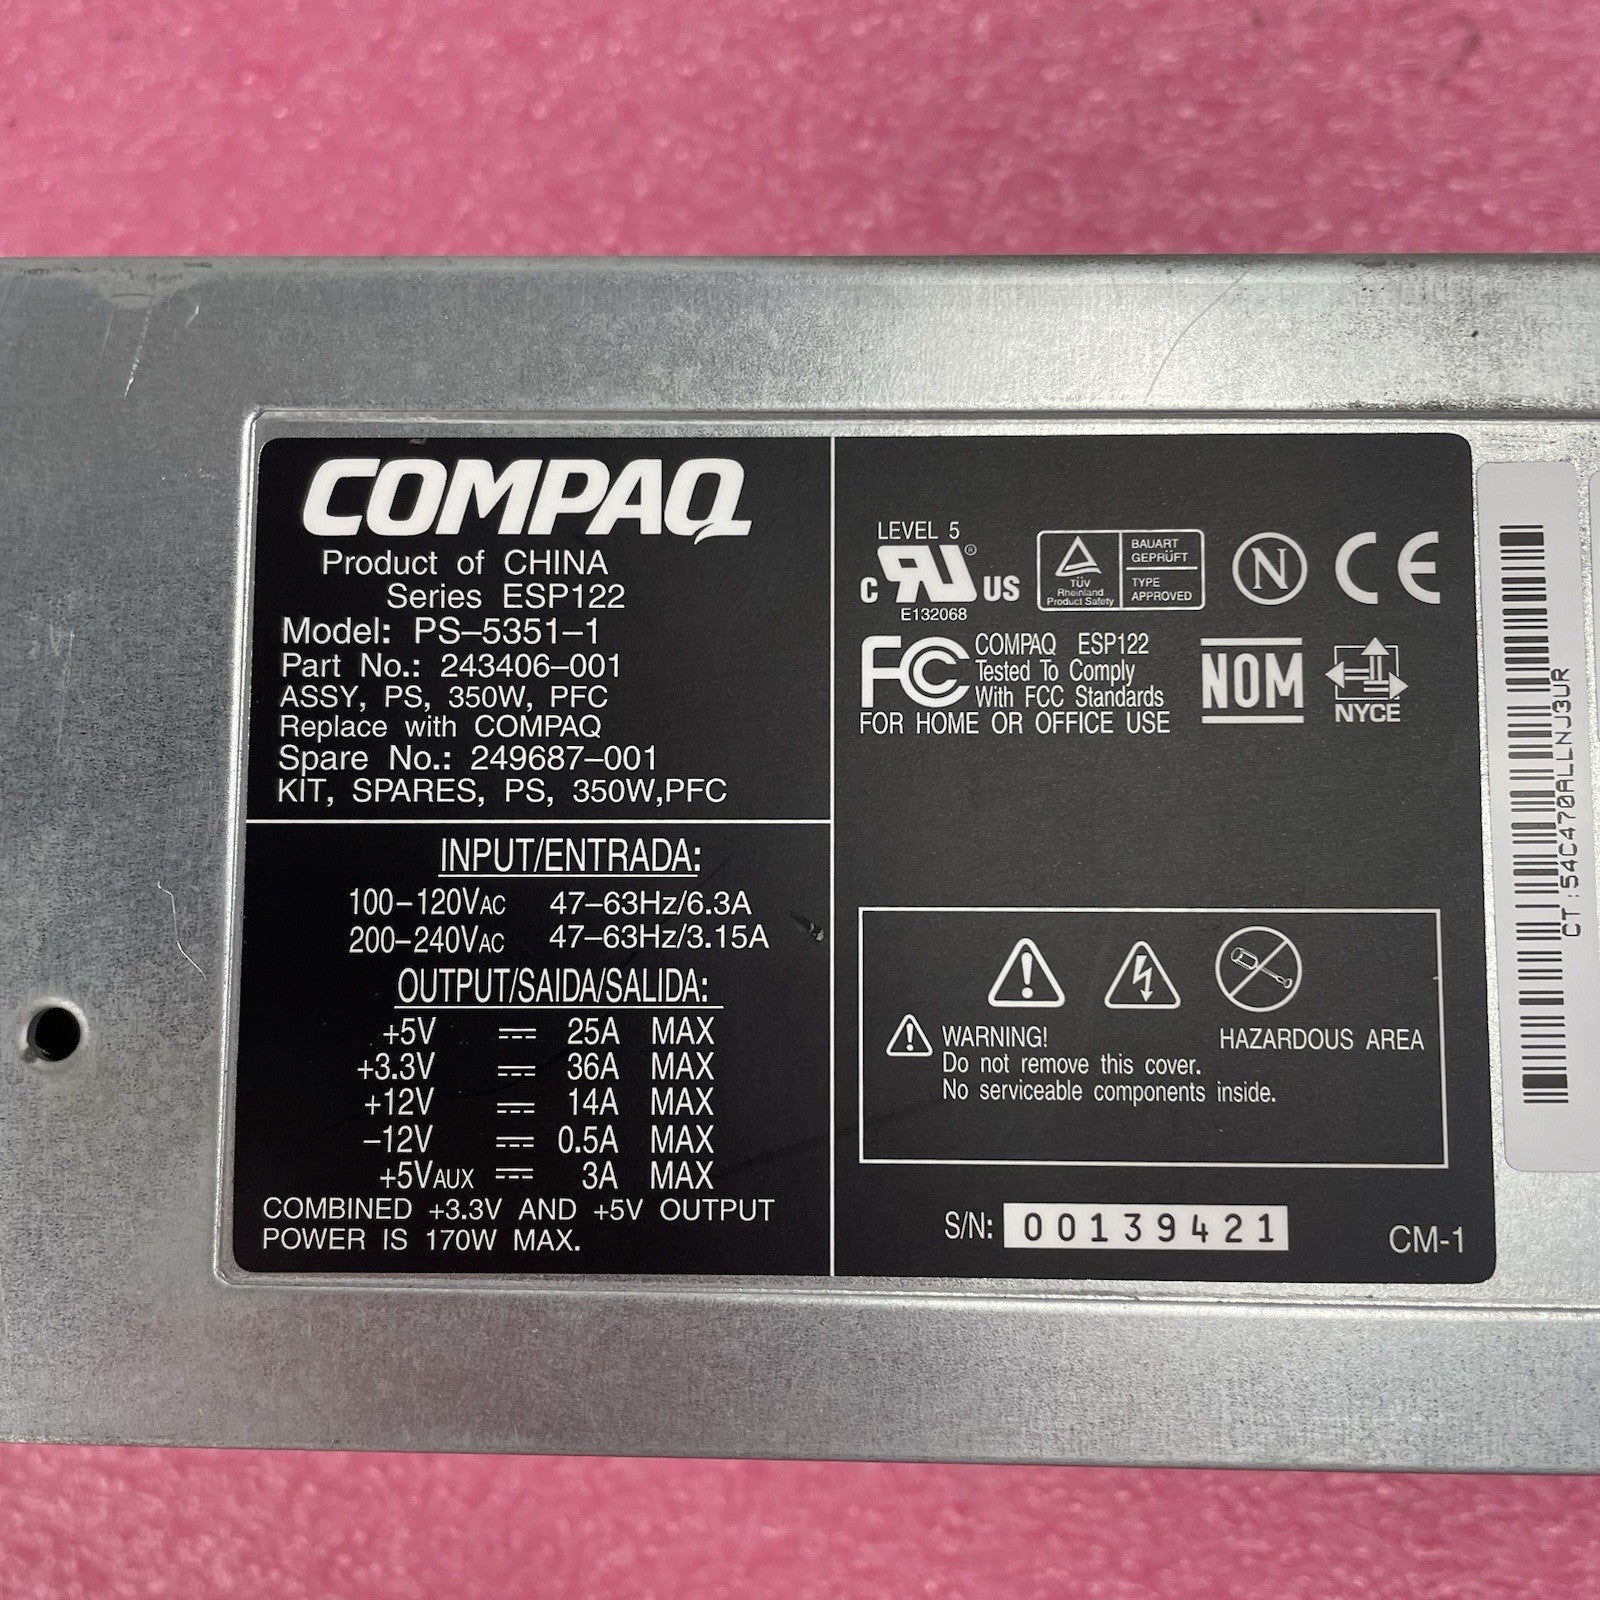 COMPAQ
Product of CHINA
Series ESP122
Model: PS-5351-1
Part No.: 243406-001
ASSY, PS, 350W, PFC
Replace with COMPAQ
Spare No.: 249687-001
KIT, SPARES, PS, 350W,PFC
INPUT/ENTRADA:
100-120VAC 47-63Hz/6.3A
200-240VAC 47-63Hz/3.15A
OUTPUT/SAIDA/SALIDA:
+5V 25A MAX
+3.3V 36A MAX
+12V 14A MAX
-12V 0.5A MAX
+5VAUX 3A MAX
COMBINED +3.3V AND +5V OUTPUT
POWER IS 170W MAX.
LEVEL 5
C RU ® US
E132068
TÜV
Rheinland
Product Safety
BAUART
GEPRÜFT
TYPE
APPROVED
N
CE
FC
COMPAQ ESP122
Tested To Comply
With FCC Standards
FOR HOME OR OFFICE USE
NOM
NYCE
WARNING!
Do not remove this cover.
No serviceable components inside.
HAZARDOUS AREA
S/N: 00139421
CM-1
CT:54C470ALLNJ3UR